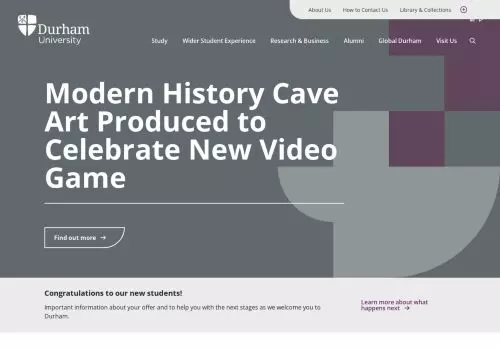 About Us
How to Contact Us
Library & Collections
Durham
University
Study
Wider Student Experience
Research & Business
Alumni
Global Durham
Visit Us
Modern History Cave
Art Produced to
Celebrate New Video
Game
Find out more
Congratulations to our new students!
Important information about your offer and to help you with the next stages as we welcome you to
Durham.
Learn more about what
happens next